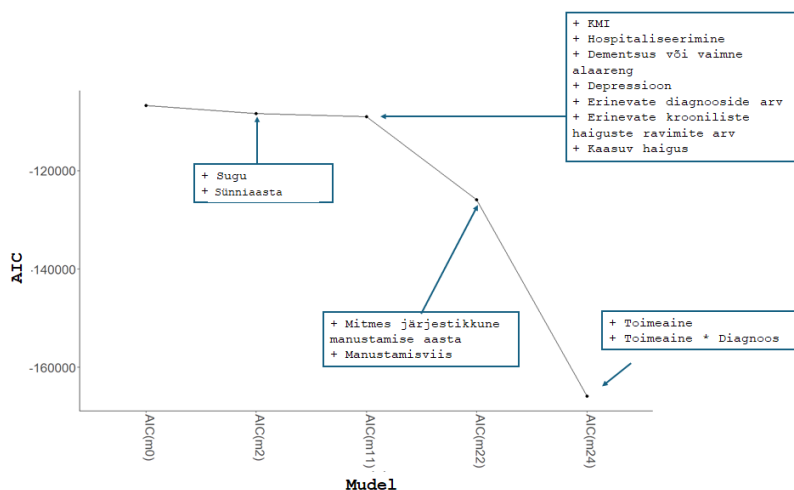 + KMI
+ Hospitaliseerimine
+ Dementsus või vaimne
alaareng
+ Depressioon
+ Erinevate diagnooside arv
+ Erinevate krooniliste
haiguste ravimite arv
+ Kaasuv haigus
+ Sugu
+ Sünniaasta
+ Mitmes järjestikkune
manustamise aasta
+ Manustamisviis
+ Toimeaine
+ Toimeaine * Diagnoos
AIC
-120000
-140000
-160000
AIC(m0)
AIC(m2)
AIC(m11)
AIC(m22)
AIC(m24)
Mudel